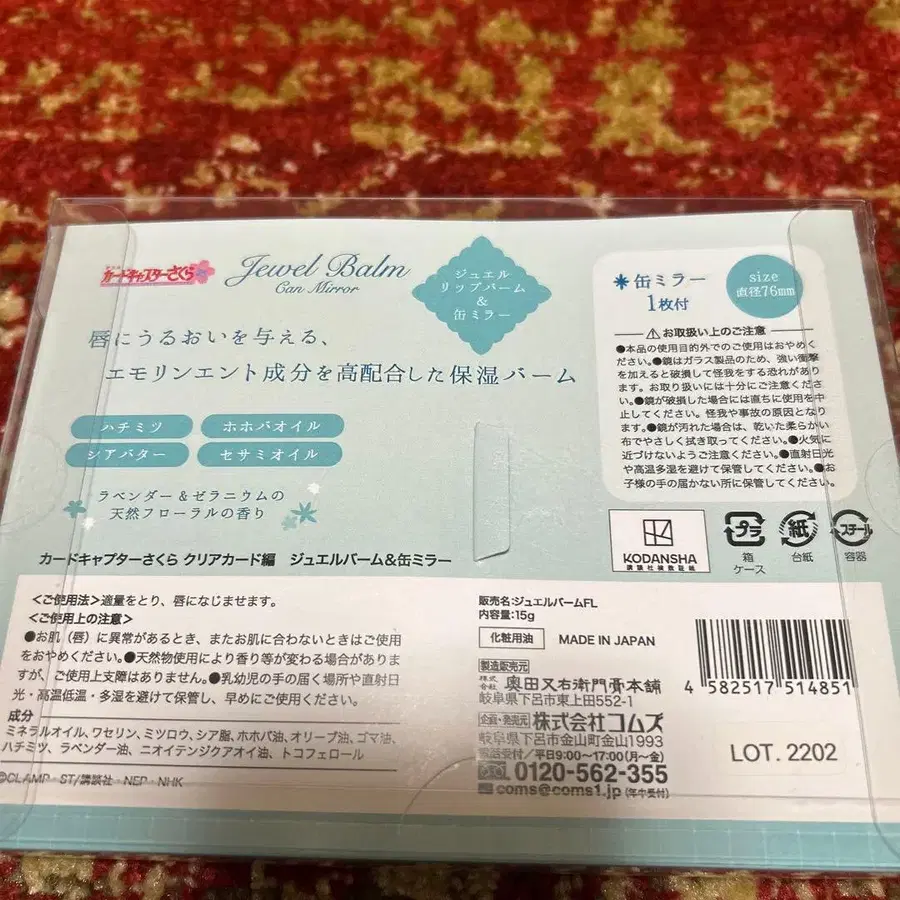 カードキャプターさくら
Jewel Balm
Can Mirror
ジュエル
リップバーム
&
缶ミラー
缶ミラー
1枚付
size
直径76mm
唇にうるおいを与える、
エモリンエント成分を高配合した保湿バーム
ハチミツ
ホホバオイル
シアバター
セサミオイル
ラベンダー&ゼラニウムの
天然フローラルの香り
お取扱い上のご注意
●本品の使用目的外でのご使用はおやめく
ださい。●鏡はガラス製品のため、強い衝撃
を加えると破損して怪我をする恐れがあり
ます。お取り扱いには十分にご注意くださ
い。●鏡が破損した場合には直ちに使用を中
止してください。怪我や事故の原因となり
ます。●鏡が汚れた場合は、乾いた柔らかい
布でやさしく拭き取ってください。●火気に
近づけないようご注意ください。●直射日光
や高温多湿を避けて保管してください。●お
子様の手の届かない所に保管してください。
KODANSHA
講談社検数証紙
プラ
箱
ケース
紙
台紙
スチール
容器
カードキャプターさくら クリアカード編 ジュエルバーム&缶ミラー
<ご使用法>適量をとり、唇になじませます。
<ご使用上の注意>
●お肌(唇)に異常があるとき、またお肌に合わないときはご使用
をおやめください。●天然物使用により香り等が変わる場合がありま
すが、ご使用上支障はありません。●乳幼児の手の届く場所や直射日
光・高温低温・多湿を避けて保管し、早めにご使用ください。
成分
ミネラルオイル、ワセリン、ミツロウ、シア脂、ホホバ油、オリーブ油、ゴマ油、
ハチミツ、ラベンダー油、ニオイテンジクアオイ油、トコフェロール
©CLAMP・ST/講談社・NEP・NHK
販売名:ジュエルバームFL
内容量:15g
化粧用油 MADE IN JAPAN
製造販売元
株式会社 奥田又右衛門膏本舗
岐阜県下呂市東上田552-1
企画・発売元 株式会社コムズ
岐阜県下呂市金山町金山1993
電話受付/平日9:00〜17:00(月〜金)
0120-562-355
coms@coms1.jp (年中受付)
4 582517 514851
LOT. 2202